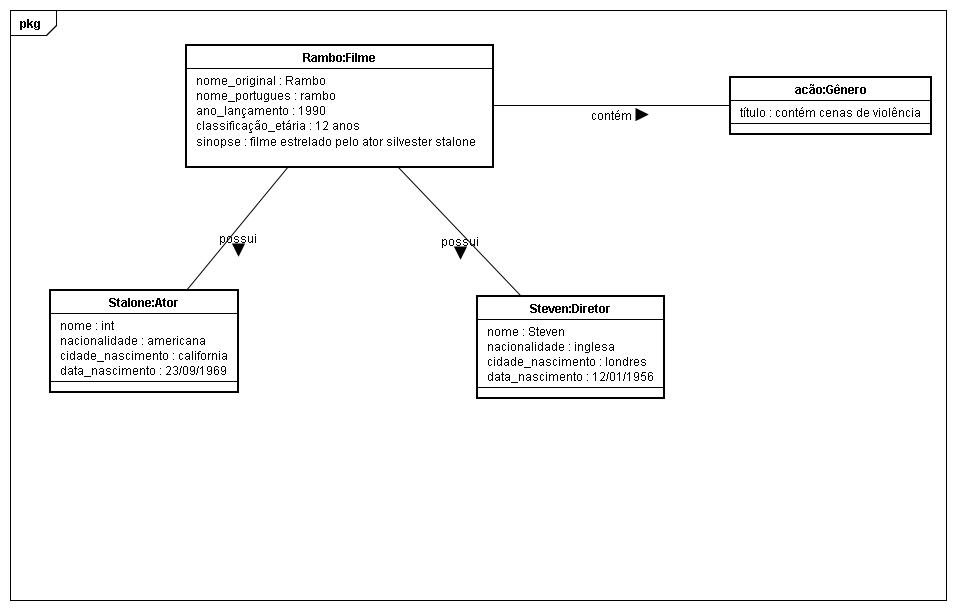 pkg
Rambo:Filme
nome_original : Rambo
nome_portugues : rambo
ano_lançamento : 1990
classificação_etária : 12 anos
sinopse : filme estrelado pelo ator silvester stalone
contém
acão:Gênero
título : contém cenas de violência
possui
possui
Stalone:Ator
nome : int
nacionalidade : americana
cidade_nascimento : california
data_nascimento : 23/09/1969
Steven:Diretor
nome : Steven
nacionalidade : inglesa
cidade_nascimento : londres
data_nascimento : 12/01/1956